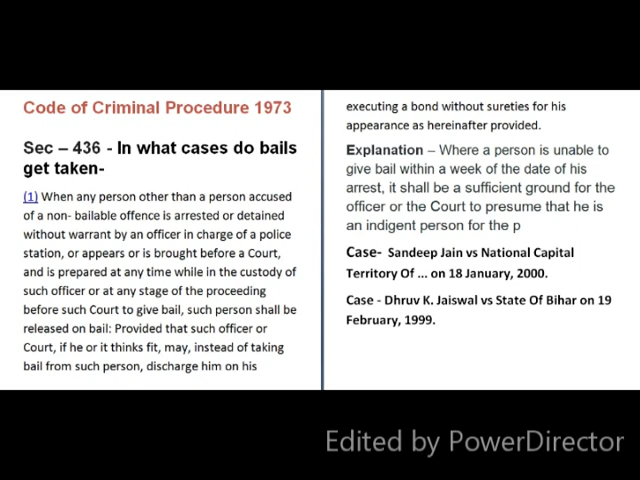 Code of Criminal Procedure 1973
Sec – 436 - In what cases do bails
get taken-
(1) When any person other than a person accused
of a non- bailable offence is arrested or detained
without warrant by an officer in charge of a police
station, or appears or is brought before a Court,
and is prepared at any time while in the custody of
such officer or at any stage of the proceeding
before such Court to give bail, such person shall be
released on bail: Provided that such officer or
Court, if he or it thinks fit, may, instead of taking
bail from such person, discharge him on his
executing a bond without sureties for his
appearance as hereinafter provided.
Explanation – Where a person is unable to
give bail within a week of the date of his
arrest, it shall be a sufficient ground for the
officer or the Court to presume that he is
an indigent person for the p
Case- Sandeep Jain vs National Capital
Territory Of ... on 18 January, 2000.
Case - Dhruv K. Jaiswal vs State Of Bihar on 19
February, 1999.
Edited by PowerDirector